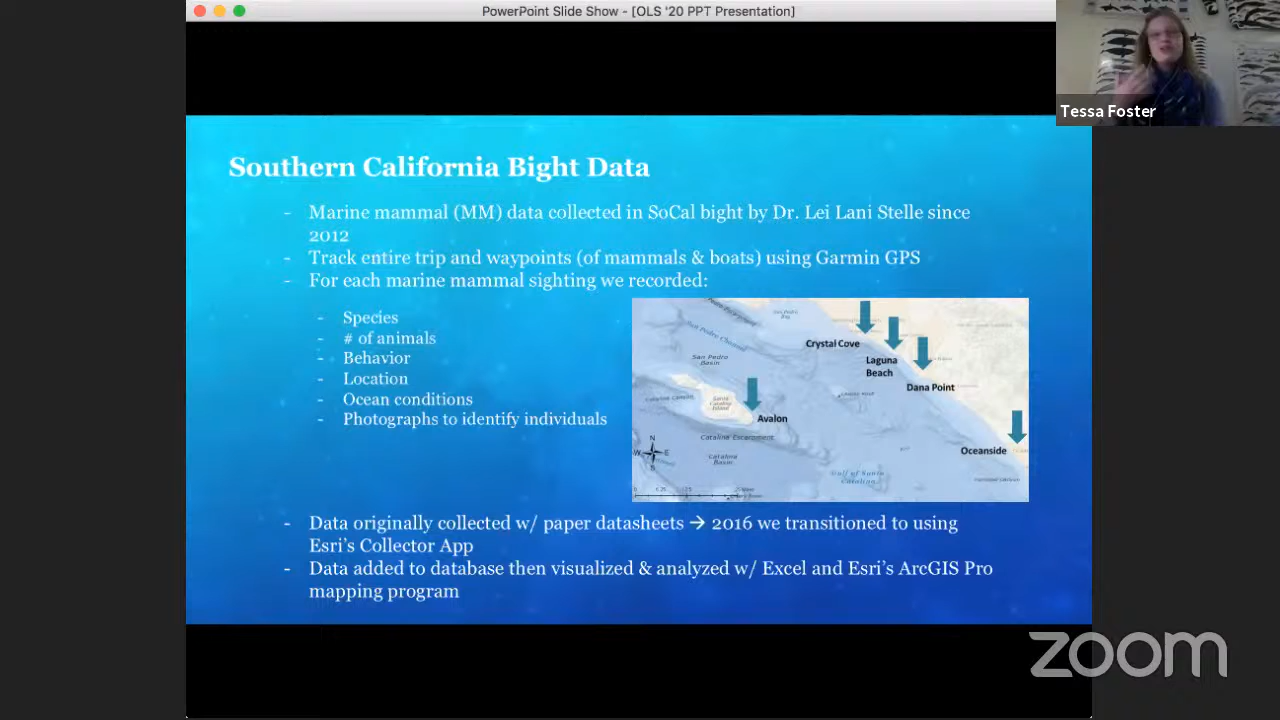 PowerPoint Slide Show - [OLS '20 PPT Presentation]
Tessa Foster
Southern California Bight Data
- Marine mammal (MM) data collected in SoCal bight by Dr. Lei Lani Stelle since
2012
- Track entire trip and waypoints (of mammals & boats) using Garmin GPS
- For each marine mammal sighting we recorded:
- Species
- # of animals
- Behavior
- Location
- Ocean conditions
- Photographs to identify individuals
San Pedro Channel
San Pedro
Basin
Crystal Cove
Laguna
Beach
Dana Point
Santa
Catalina
Island
Avalon
Catalina Escarpment
Catalina
Basin
Oceanside
Gulf of Santa
Catalina
N
W
E
S
- Data originally collected w/ paper datasheets → 2016 we transitioned to using
Esri's Collector App
- Data added to database then visualized & analyzed w/ Excel and Esri's ArcGIS Pro
mapping program
zoom